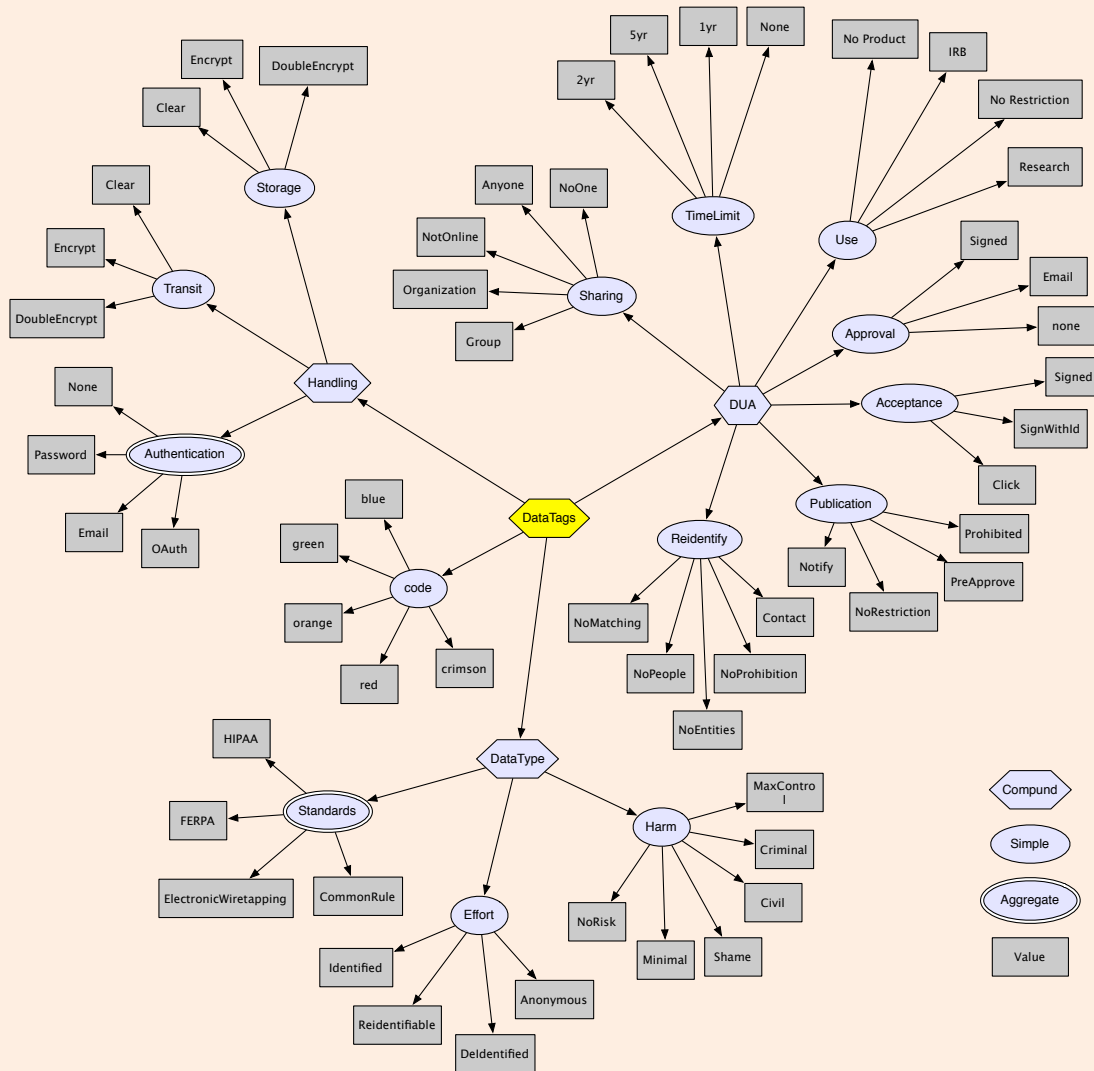 5yr
1yr
None
No Product
IRB
2yr
No Restriction
Encrypt
DoubleEncrypt
Clear
Storage
Research
Clear
Anyone
NoOne
TimeLimit
Use
Signed
Encrypt
NotOnline
Email
Transit
Organization
Sharing
DoubleEncrypt
Group
Approval
none
None
Handling
DUA
Acceptance
Signed
SignWithId
Password
Authentication
Click
Email
OAuth
blue
DataTags
Publication
Prohibited
green
code
Reidentify
Notify
PreApprove
orange
NoMatching
Contact
NoRestriction
red
crimson
NoPeople
NoProhibition
NoEntities
HIPAA
DataType
MaxContro
l
Compund
FERPA
Standards
Harm
Criminal
Simple
ElectronicWiretapping
CommonRule
Civil
Aggregate
Effort
NoRisk
Minimal
Shame
Value
Identified
Anonymous
Reidentifiable
DeIdentified